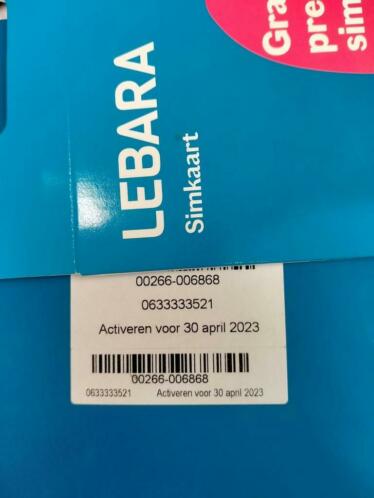 Gra
pre
sim
LEBARA
Simkaart
00266-006868
0633333521
Activeren voor 30 april 2023
00266-006868
0633333521 Activeren voor 30 april 2023